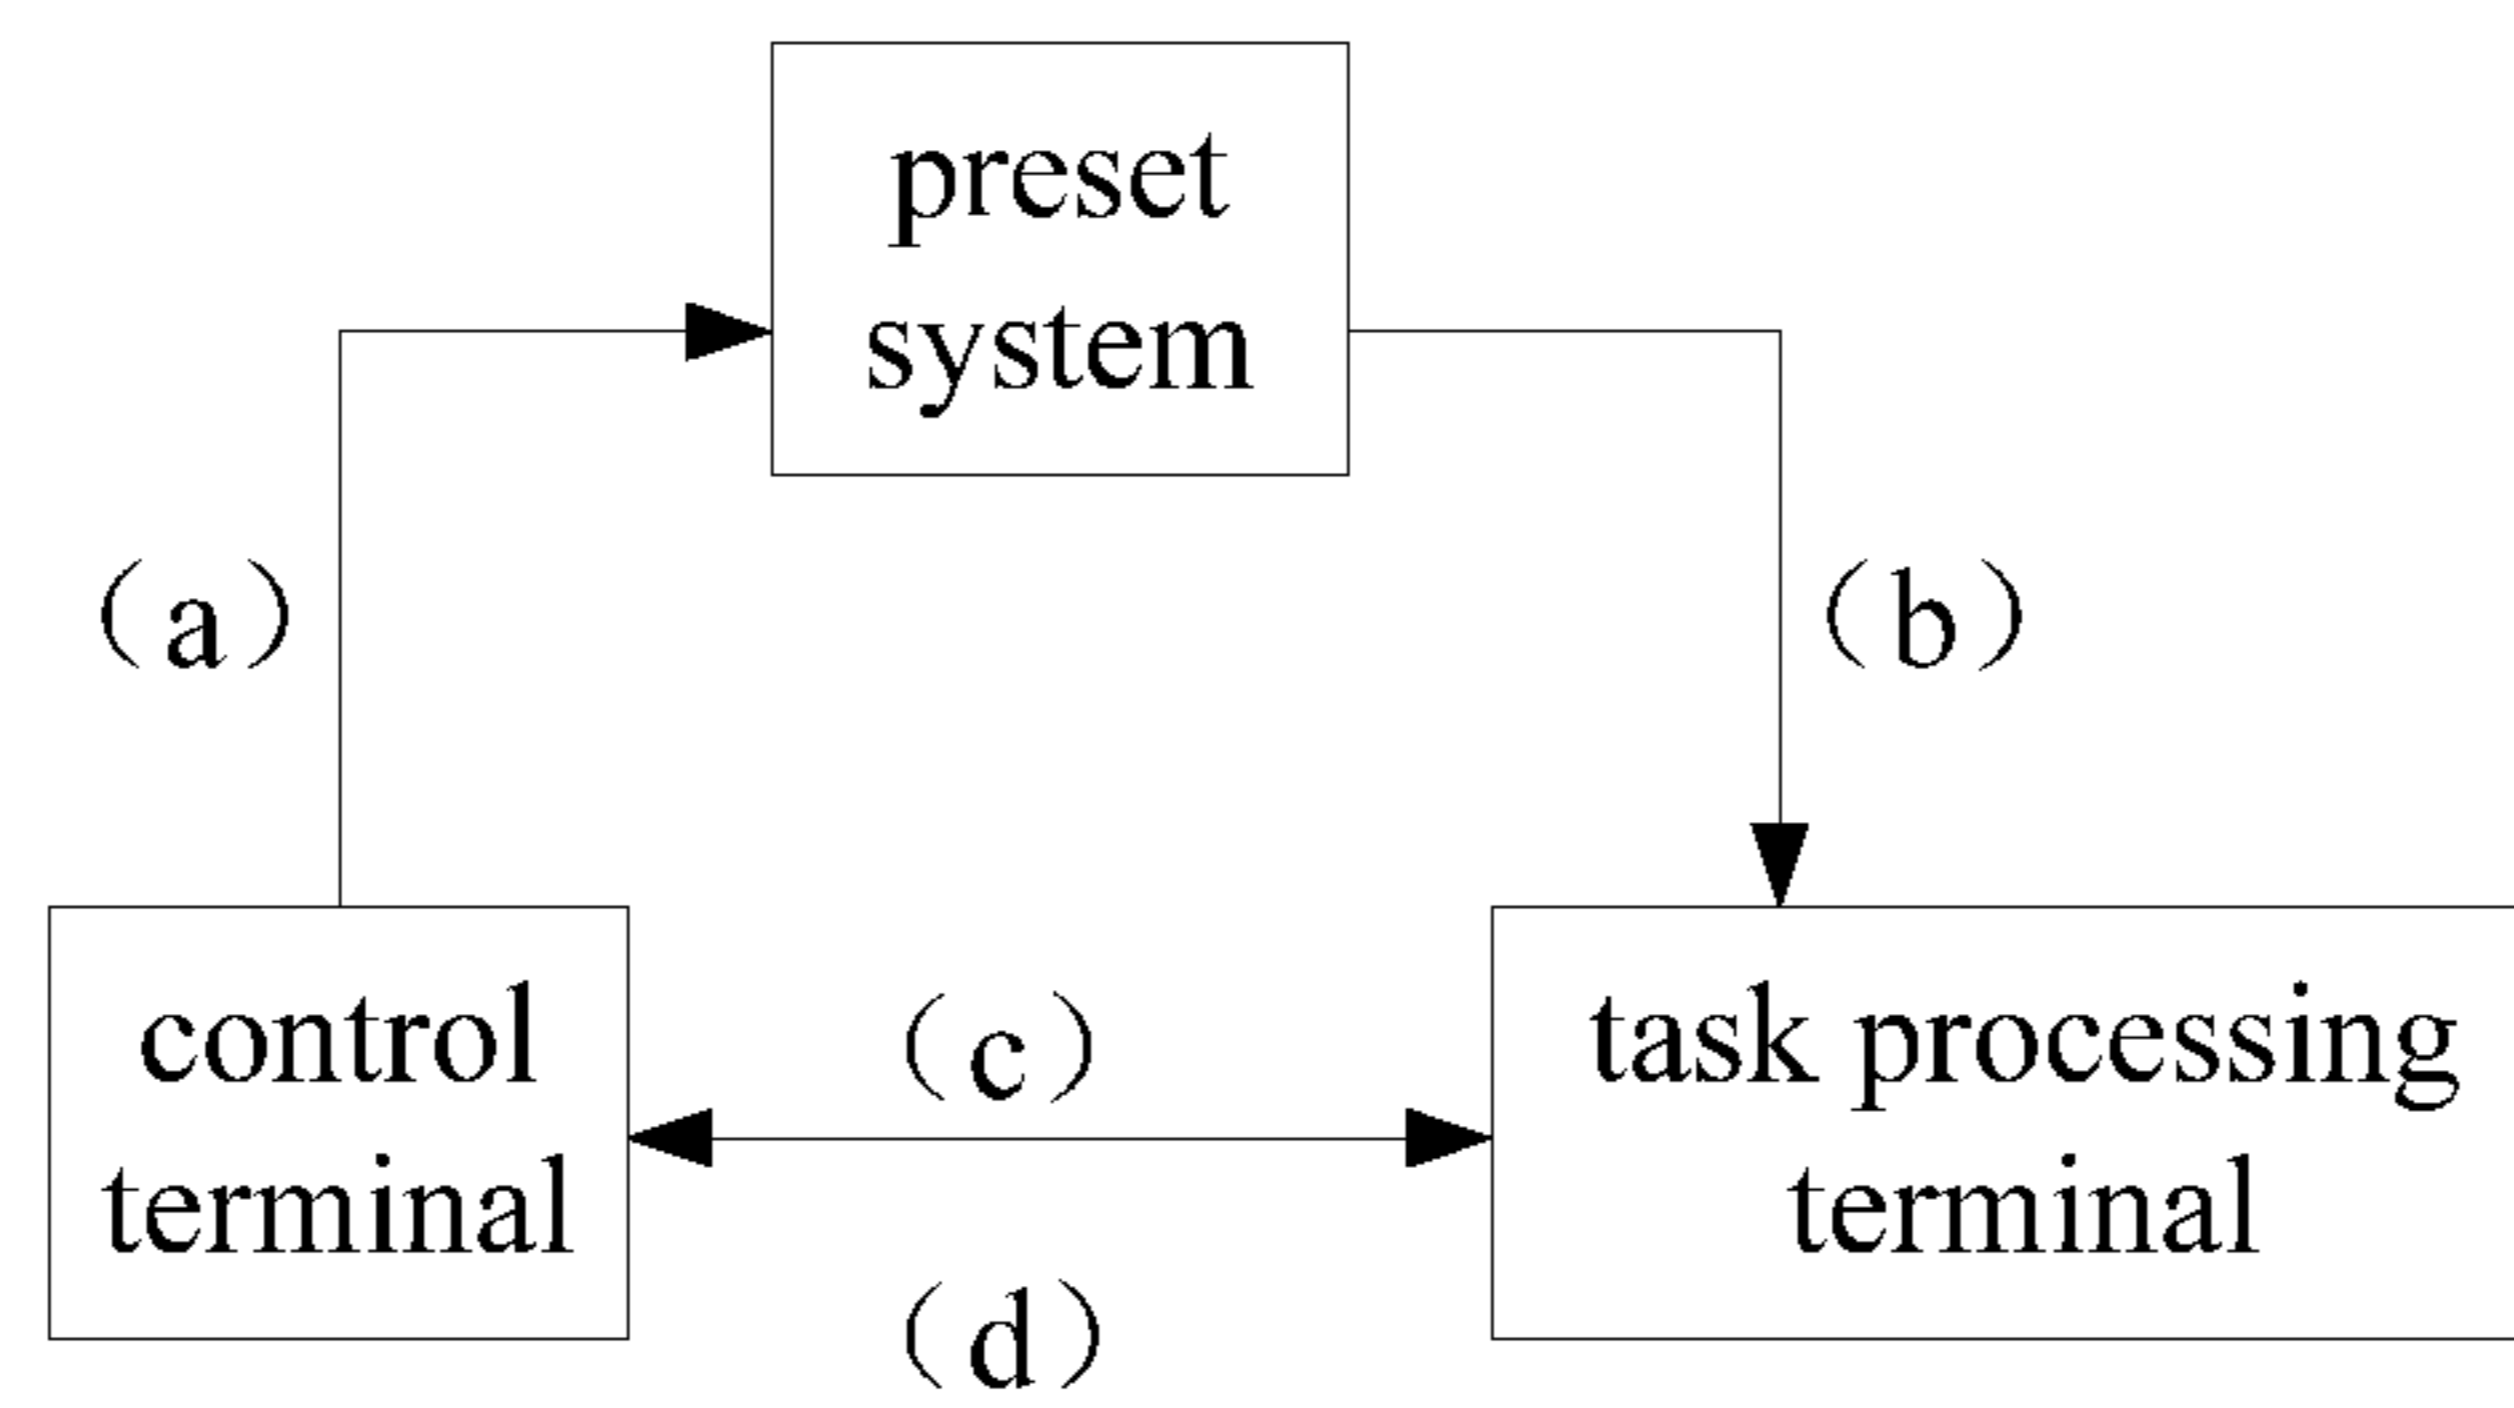 preset
system
（a）
（b）
control
terminal
（c）
（d）
task processing
terminal